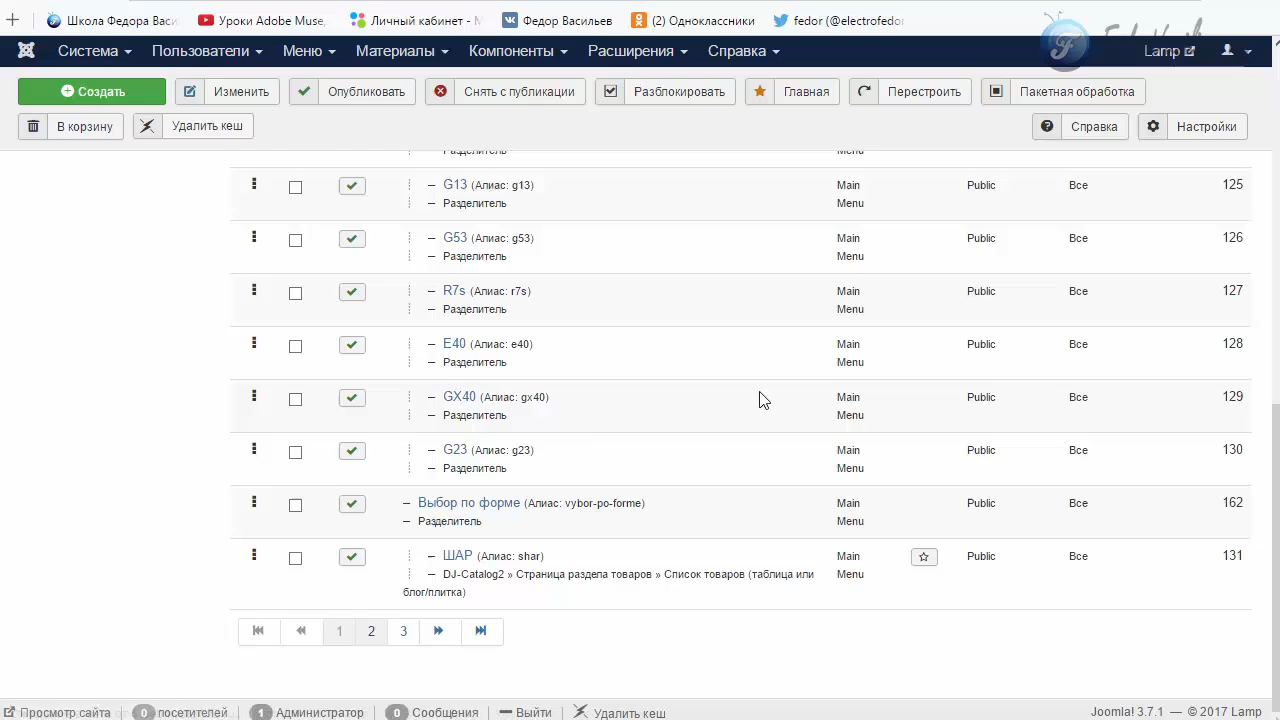 Школа Федора Васи
Уроки Adobe Muse,
Личный кабинет - М
Федор Васильев
(2) Одноклассники
fedor (@electrofedor
Система
Пользователи
Меню
Материалы
Компоненты
Расширения
Справка
Lamp
Создать
Изменить
Опубликовать
Снять с публикации
Разблокировать
Главная
Перестроить
Пакетная обработка
В корзину
Удалить кеш
Справка
Настройки
– Разделитель Menu
– G13 (Алиас: g13) Main Public Все 125
– Разделитель Menu
– G53 (Алиас: g53) Main Public Все 126
– Разделитель Menu
– R7s (Алиас: r7s) Main Public Все 127
– Разделитель Menu
– E40 (Алиас: e40) Main Public Все 128
– Разделитель Menu
– GX40 (Алиас: gx40) Main Public Все 129
– Разделитель Menu
– G23 (Алиас: g23) Main Public Все 130
– Разделитель Menu
– Выбор по форме (Алиас: vybor-po-forme) Main Public Все 162
– Разделитель Menu
– ШАР (Алиас: shar) Main Public Все 131
– DJ-Catalog2 » Страница раздела товаров » Список товаров (таблица или Menu
блог/плитка)
1 2 3
Просмотр сайта 0 посетителей 1 Администратор 0 Сообщения Выйти Удалить кеш Joomla! 3.7.1 — © 2017 Lamp